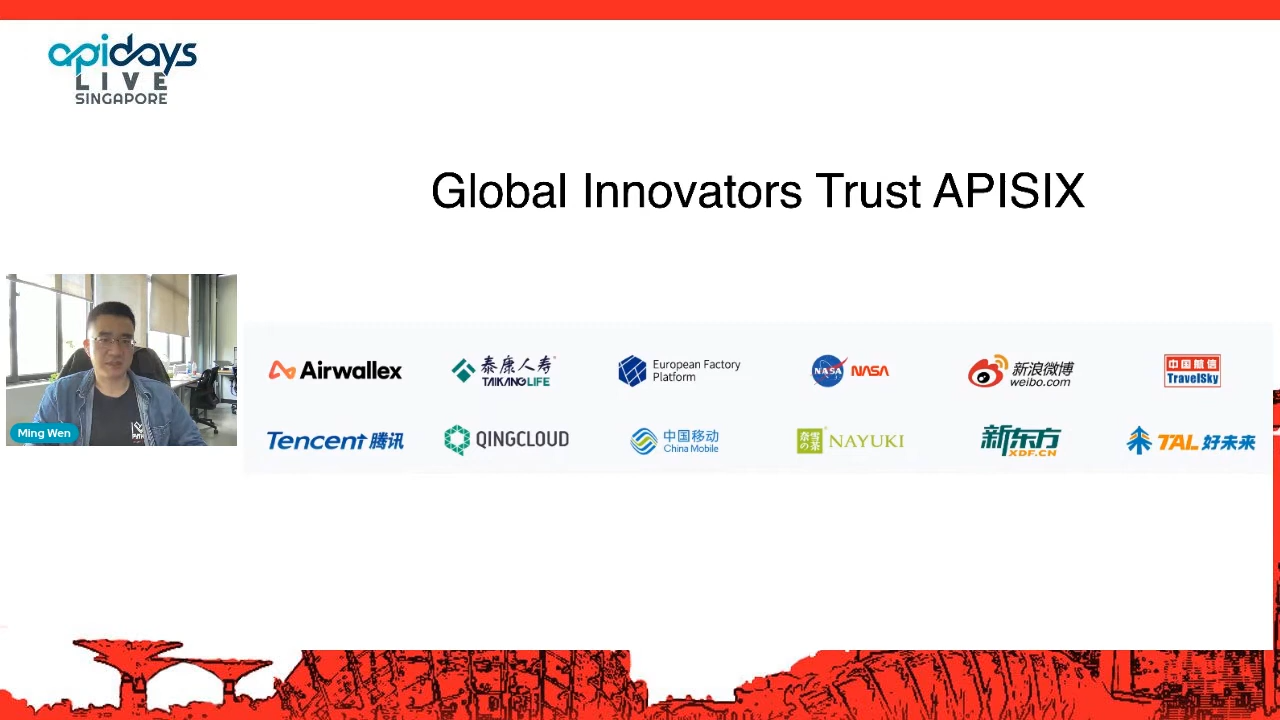 apidays
LIVE
SINGAPORE
Global Innovators Trust APISIX
Ming Wen
Airwallex
泰康人寿
TAIKANGLIFE
European Factory
Platform
NASA
NASA
新浪微博
weibo.com
中国航信
TravelSky
Tencent 腾讯
QINGCLOUD
中国移动
China Mobile
奈雪の茶
NAYUKI
新东方
XDF.CN
TAL 好未来